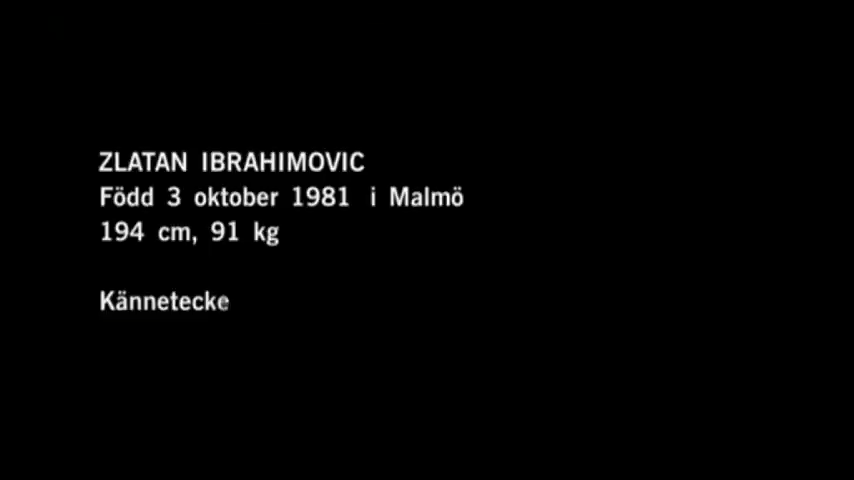 ZLATAN IBRAHIMOVIC
Född 3 oktober 1981 i Malmö
194 cm, 91 kg
Kännetecke